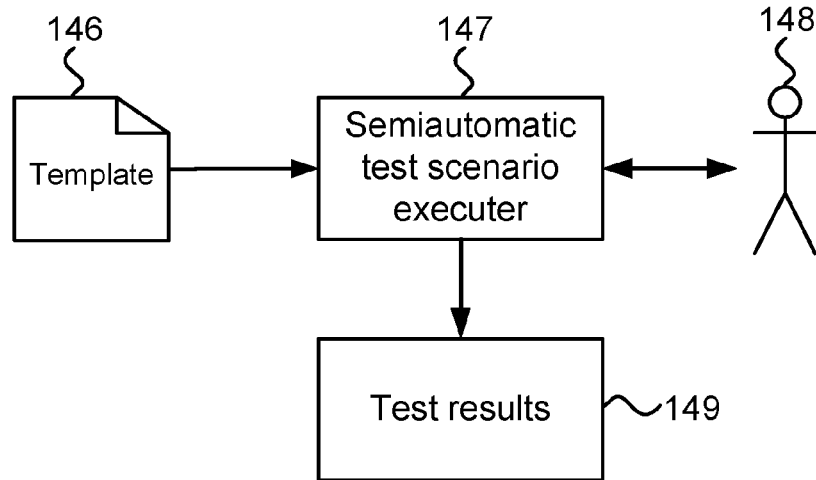 146
147
148
Template
Semiautomatic
test scenario
executer
Test results
149